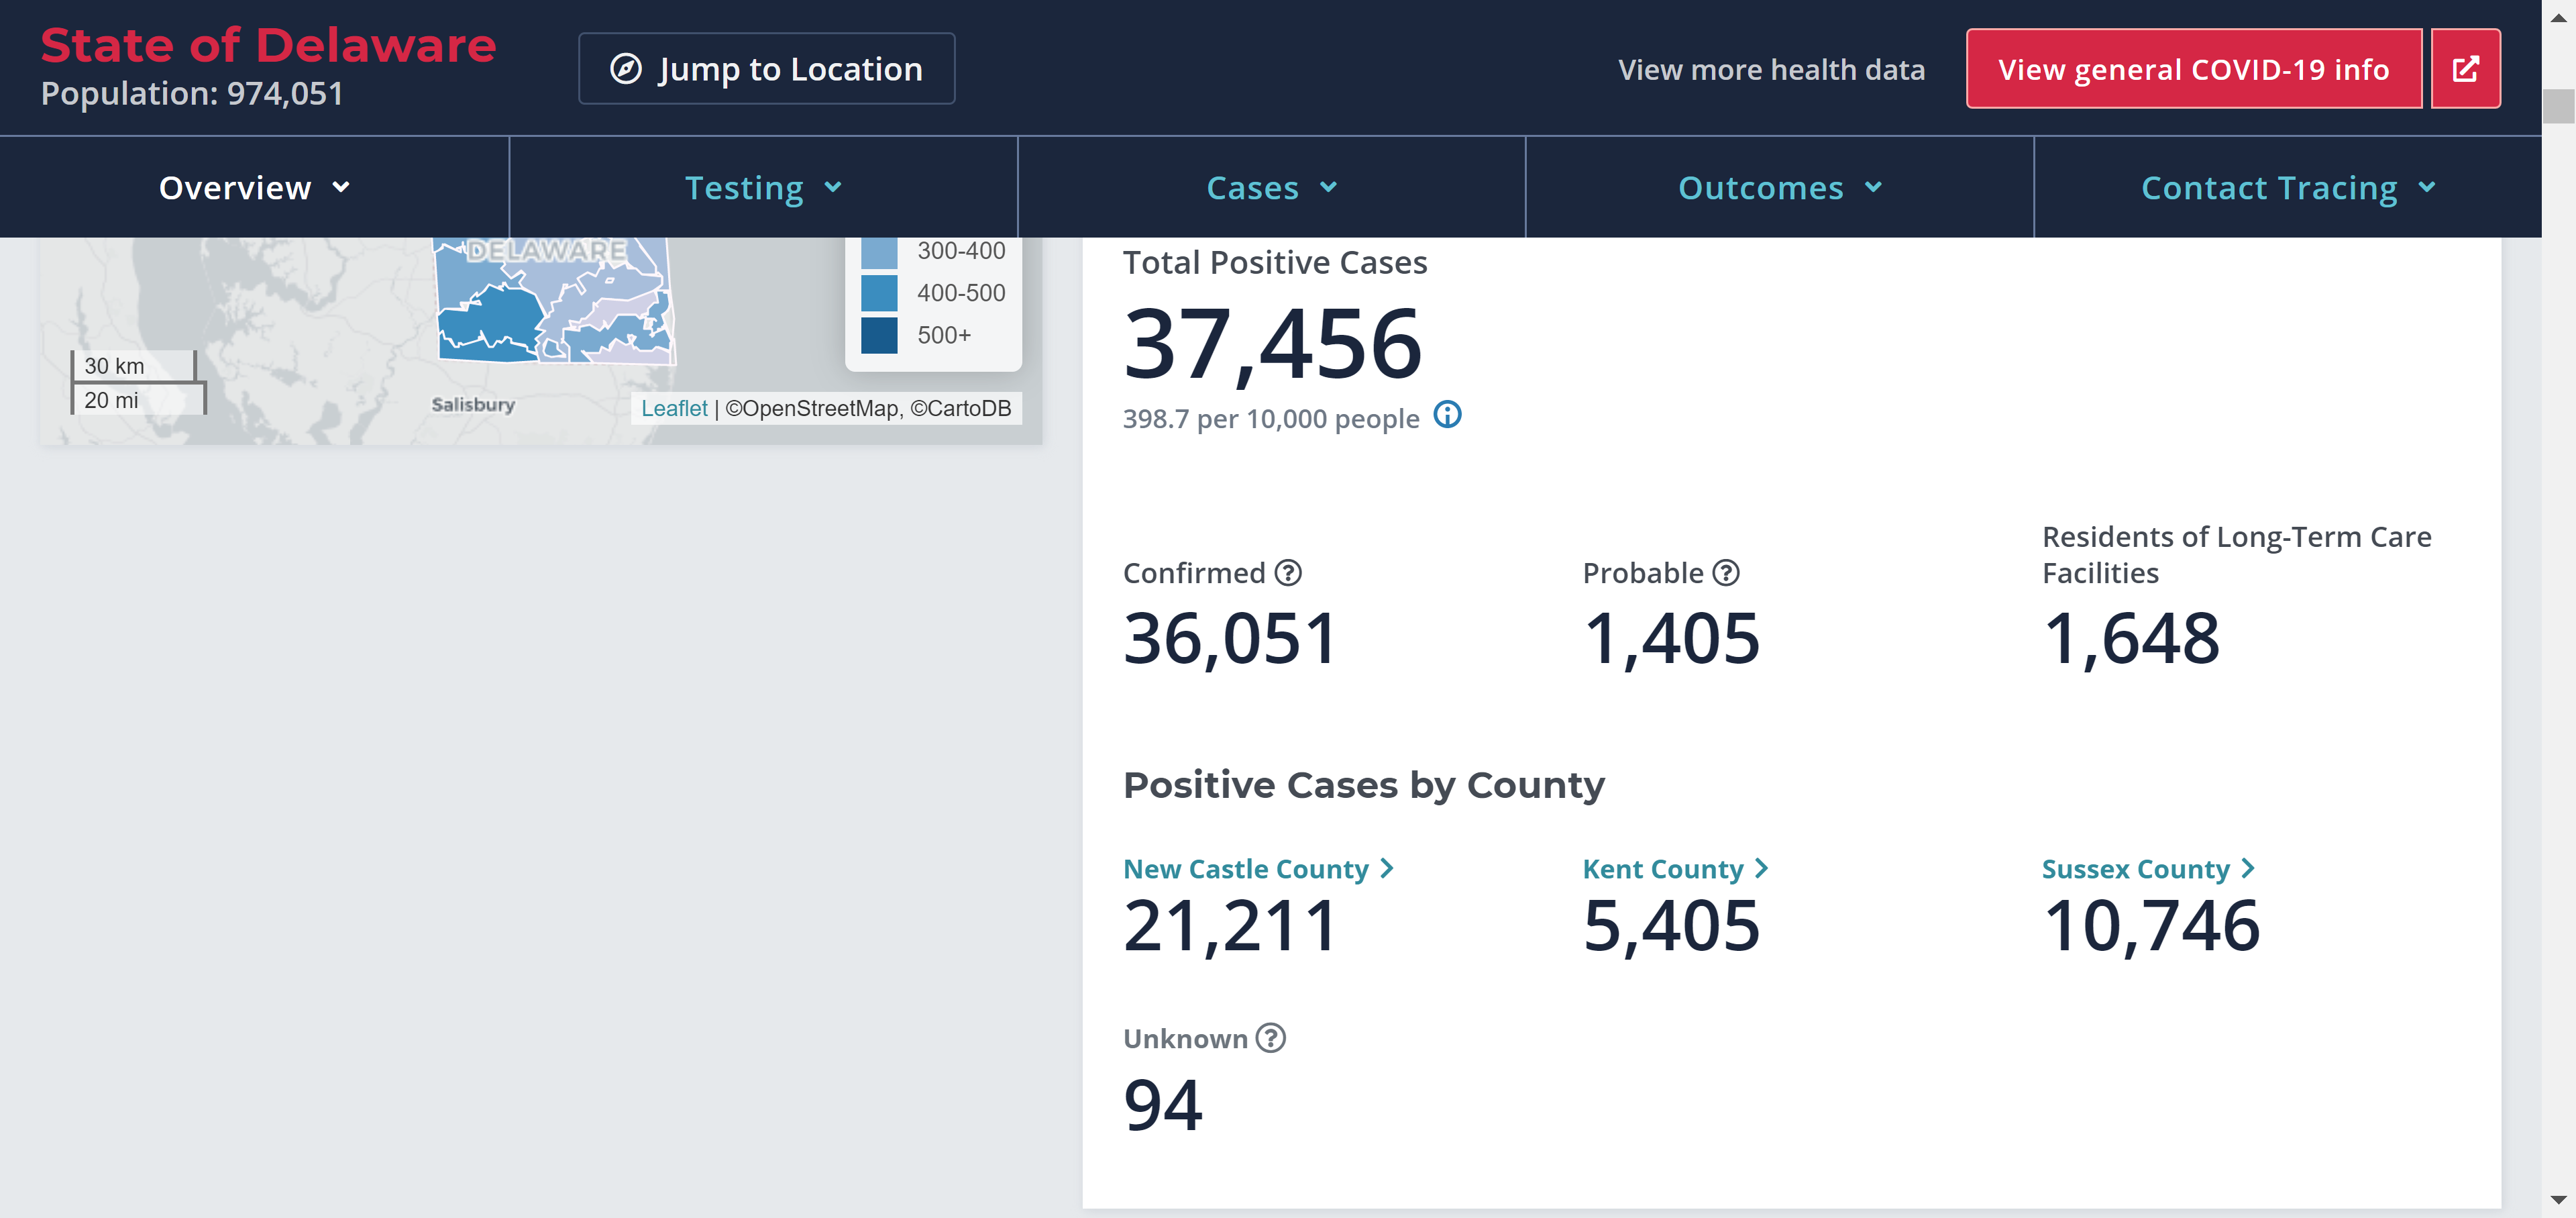 State of Delaware
Population: 974,051
Jump to Location
View more health data
View general COVID-19 info
Overview
Testing
Cases
Outcomes
Contact Tracing
DELAWARE
300-400
400-500
500+
30 km
20 mi
Salisbury
Leaflet | ©OpenStreetMap, ©CartoDB
Total Positive Cases
37,456
398.7 per 10,000 people
Confirmed
36,051
Probable
1,405
Residents of Long-Term Care
Facilities
1,648
Positive Cases by County
New Castle County
21,211
Kent County
5,405
Sussex County
10,746
Unknown
94